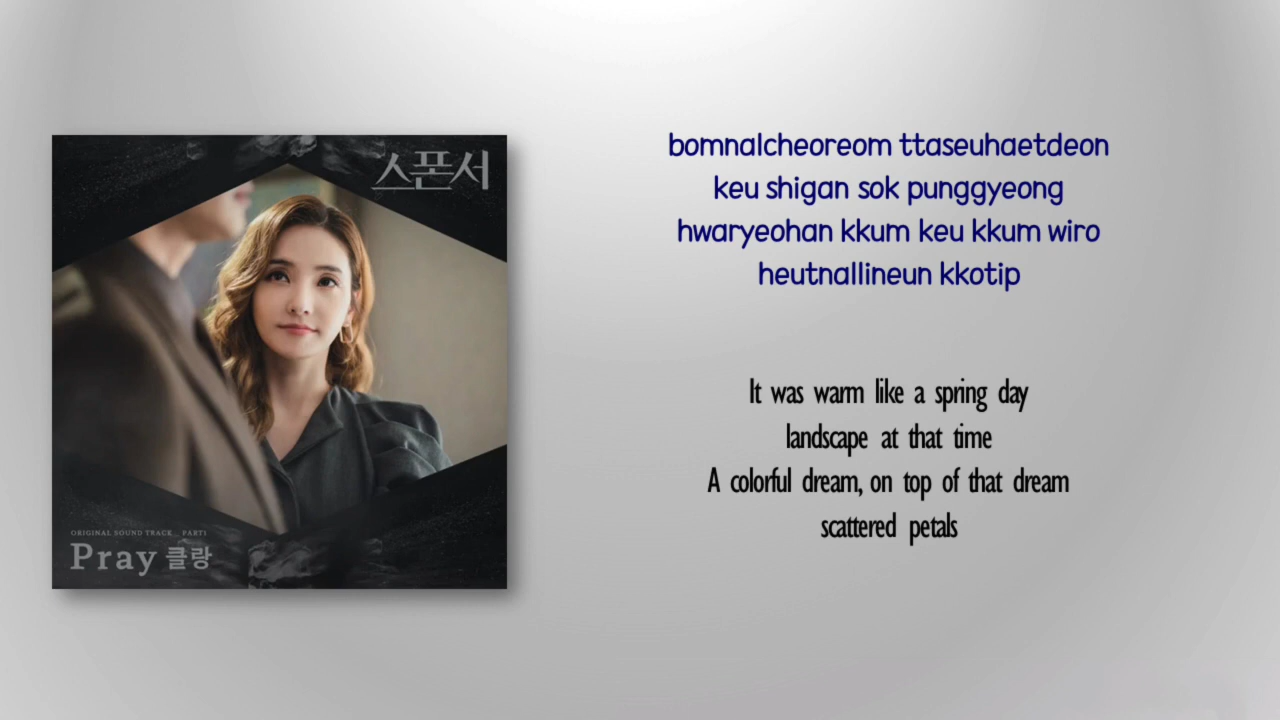 스폰서
ORIGINAL SOUND TRACK _ PART1
Pray 클랑
bomnalcheoreom ttaseuhaetdeon
keu shigan sok punggyeong
hwaryeohan kkum keu kkum wiro
heutnallineun kkotip
It was warm like a spring day
landscape at that time
A colorful dream, on top of that dream
scattered petals